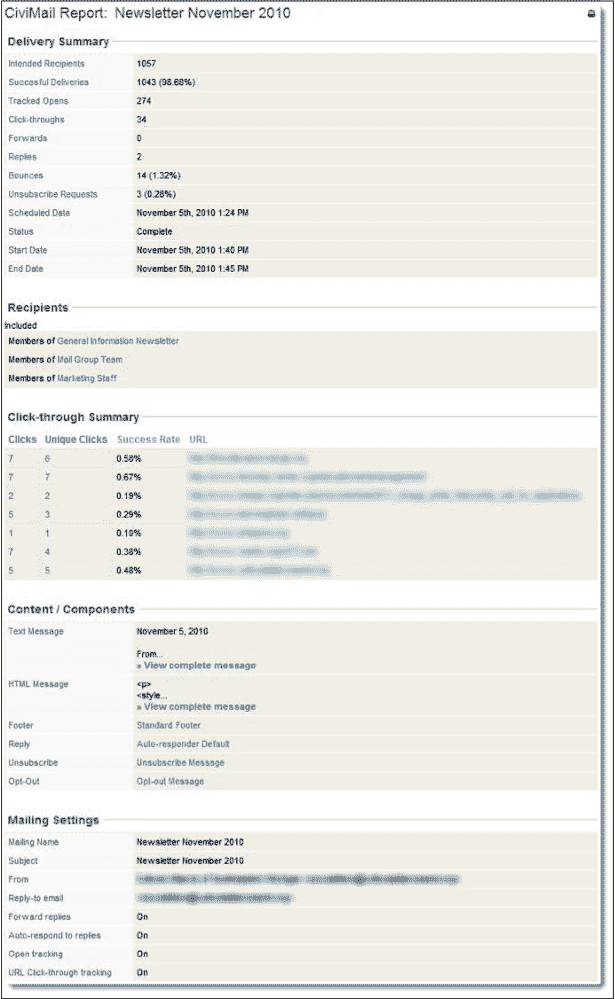 CiviMail Report: Newsletter November 2010
Delivery Summary
Intended Recipients 1057
Succesful Deliveries 1043 (98.68%)
Tracked Opens 274
Click-throughs 34
Forwards 0
Replies 2
Bounces 14 (1.32%)
Unsubscribe Requests 3 (0.28%)
Scheduled Date November 5th, 2010 1:24 PM
Status Complete
Start Date November 5th, 2010 1:40 PM
End Date November 5th, 2010 1:45 PM
Recipients
Included
Members of General Information Newsletter
Members of Mail Group Team
Members of Marketing Staff
Click-through Summary
Clicks Unique Clicks Success Rate URL
7 6 0.58%
7 7 0.67%
2 2 0.19%
5 3 0.29%
1 1 0.10%
7 4 0.38%
5 5 0.48%
Content / Components
Text Message November 5, 2010
From...
» View complete message
HTML Message <p>
<style...
» View complete message
Footer Standard Footer
Reply Auto-responder Default
Unsubscribe Unsubscribe Message
Opt-Out Opt-out Message
Mailing Settings
Mailing Name Newsletter November 2010
Subject Newsletter November 2010
From
Reply-to email
Forward replies On
Auto-respond to replies On
Open tracking On
URL Click-through tracking On